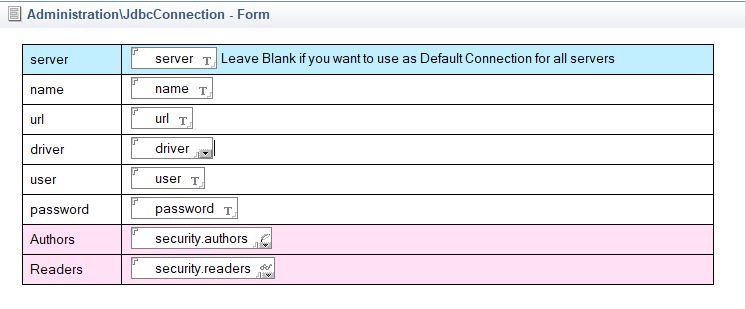 Administration\JdbcConnection - Form
server server T Leave Blank if you want to use as Default Connection for all servers
name name T
url url T
driver driver
user user T
password password T
Authors security.authors
Readers security.readers